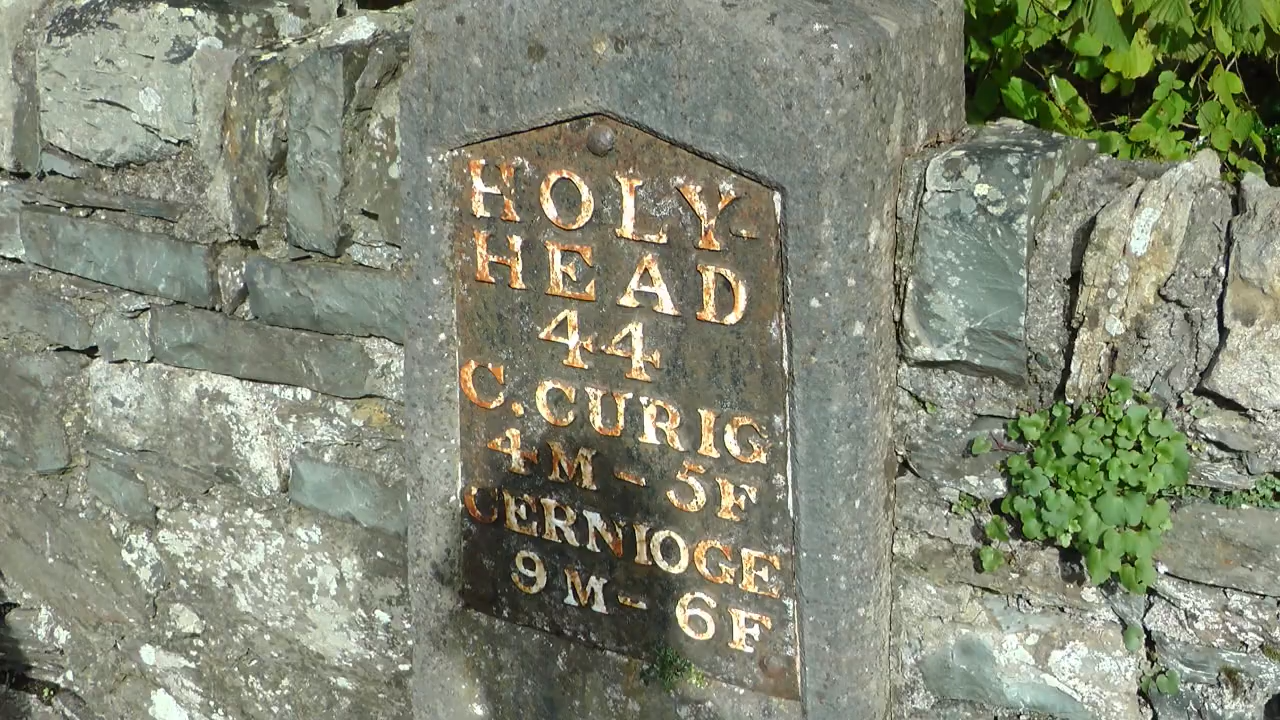 HOLY-
HEAD
44
C. CURIG
4M - 5F
CERNIOGE
9M - 6F